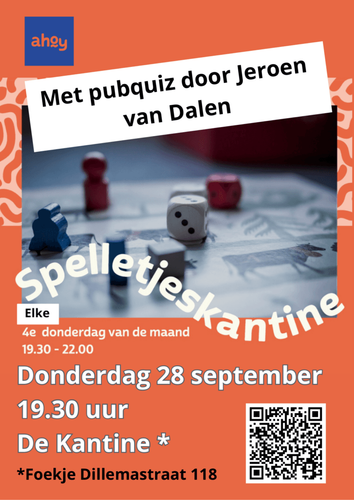 ahoy
Met pubquiz door Jeroen
van Dalen
Spelletjeskantine
Elke
4e donderdag van de maand
19.30 - 22.00
Donderdag 28 september
19.30 uur
De Kantine *
*Foekje Dillemastraat 118